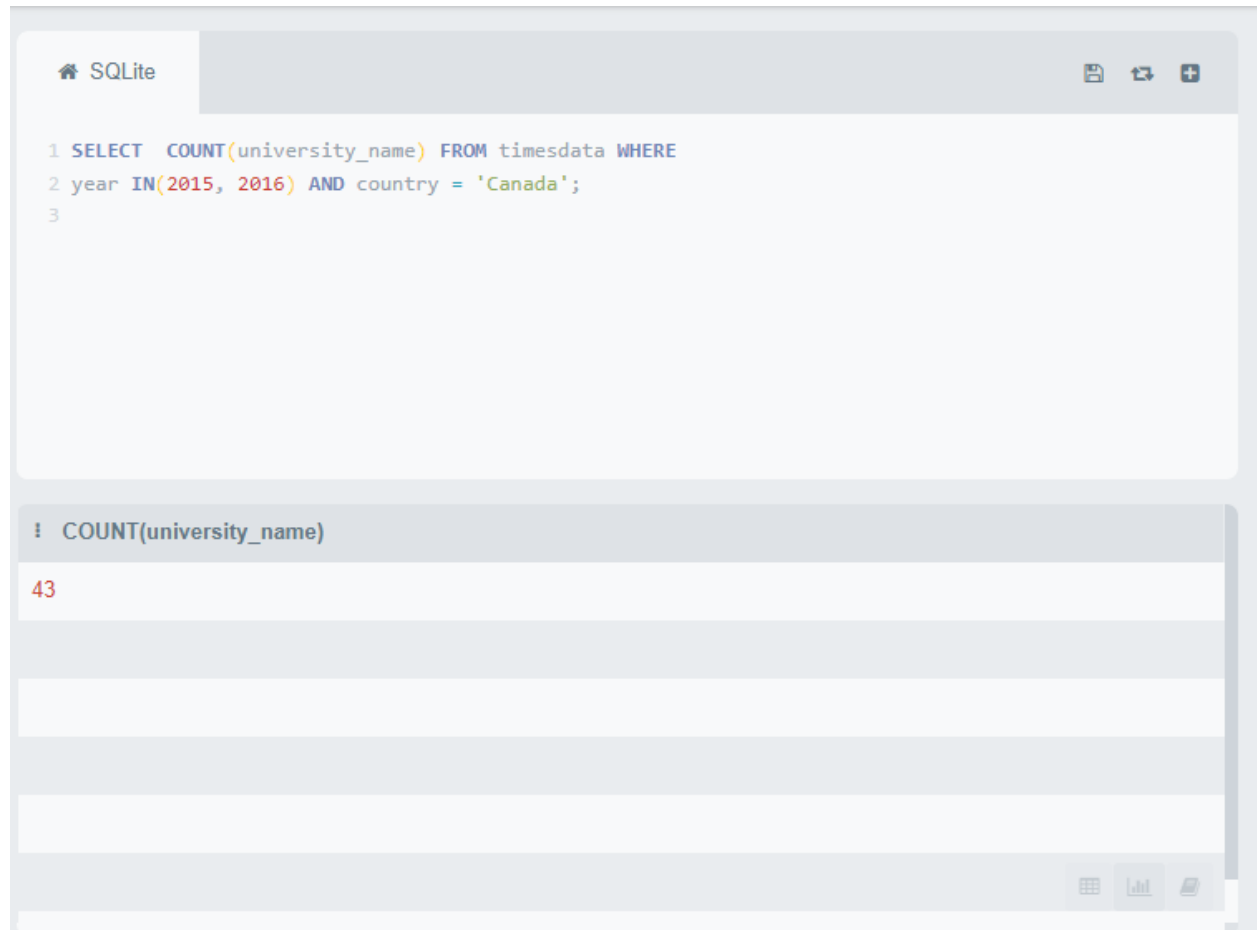 SQLite
1 SELECT  COUNT(university_name) FROM timesdata WHERE
2 year IN(2015, 2016) AND country = 'Canada';
3
COUNT(university_name)
43